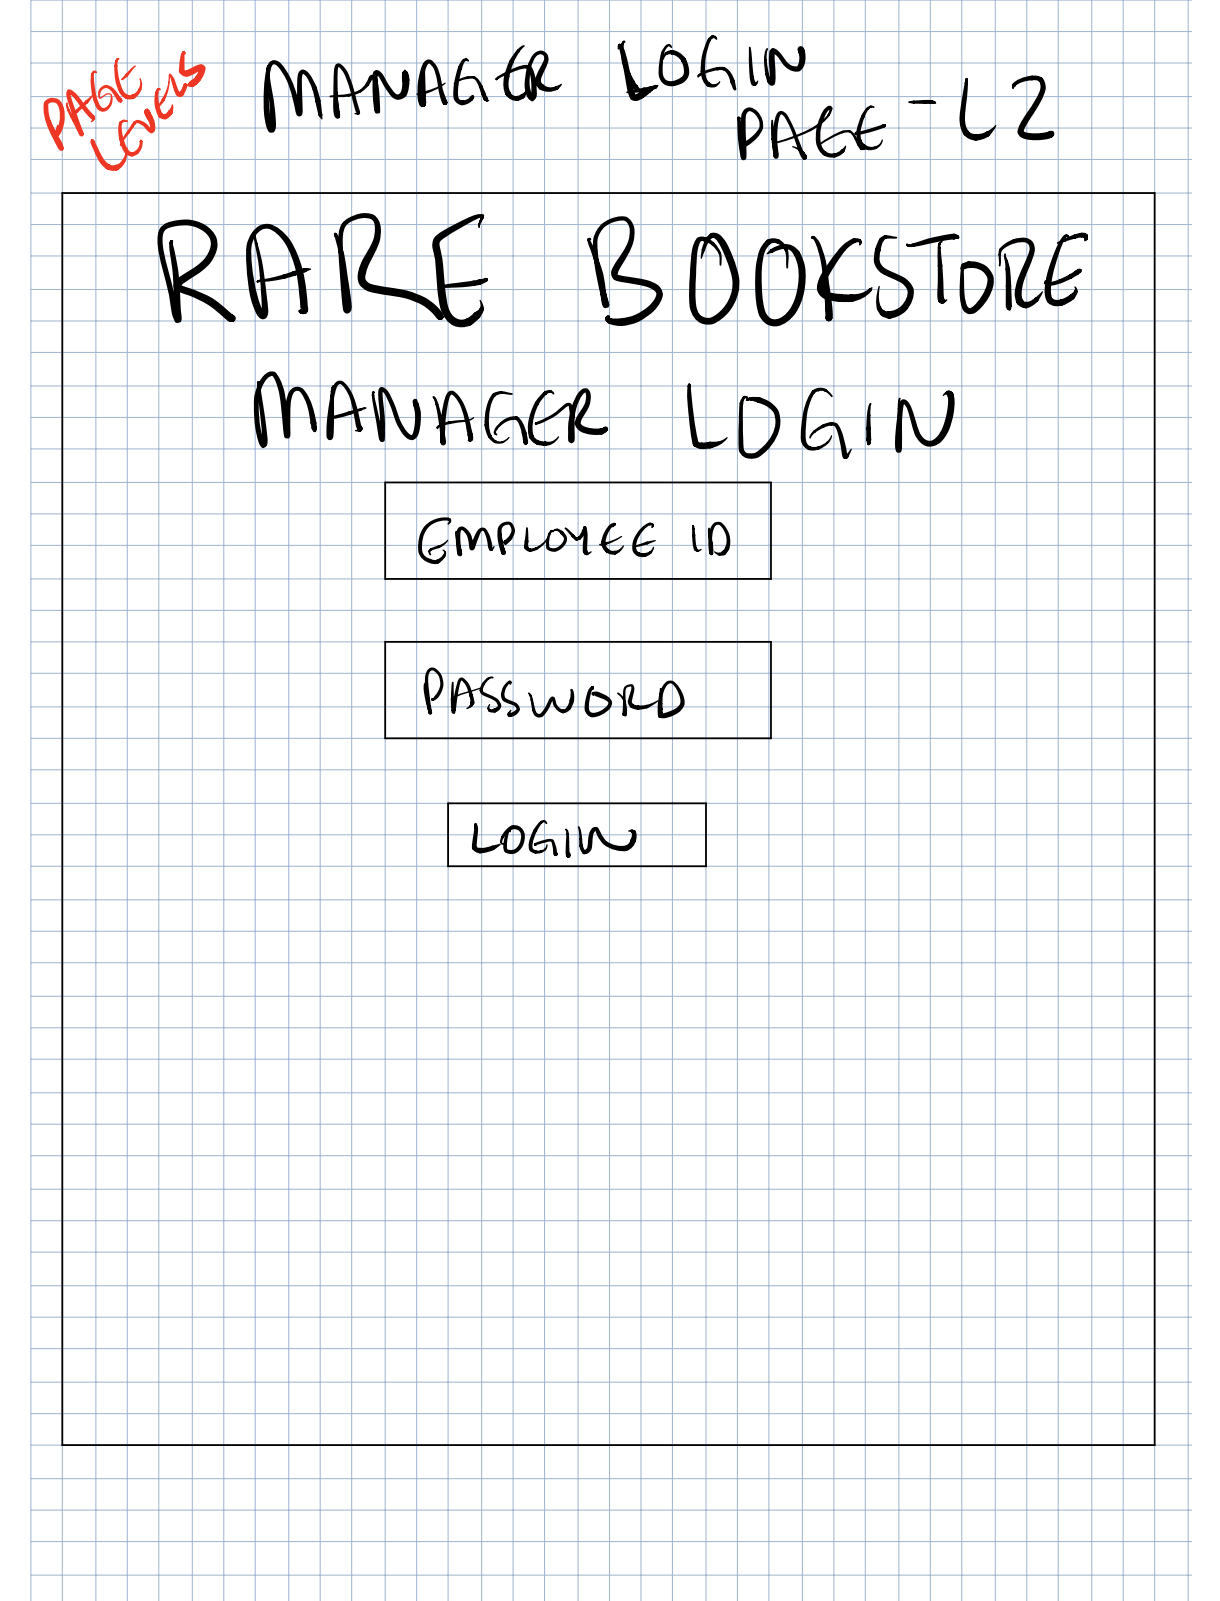 PAGE
LEVELS
MANAGER LOGIN
PAGE - L2
RARE BOOKSTORE
MANAGER LOGIN
EMPLOYEE ID
PASSWORD
LOGIN